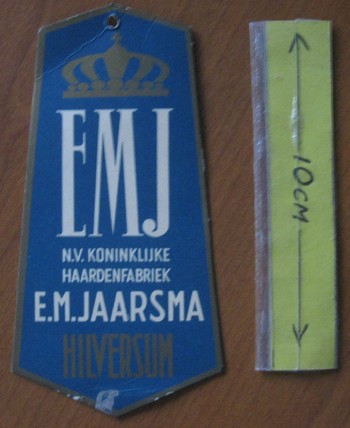 EMJ
N.V. KONINKLIJKE
HAARDENFABRIEK
E.M.JAARSMA
HILVERSUM
10CM